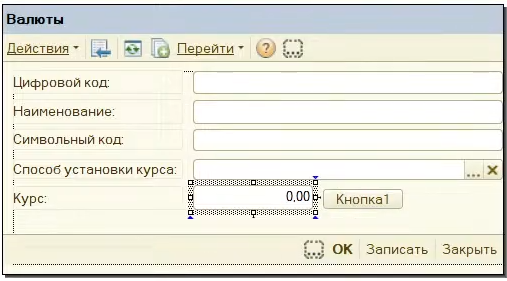 Валюты
Действия Перейти
Цифровой код:
Наименование:
Символьный код:
Способ установки курса: ...
Курс: 0,00 Кнопка1
OK Записать Закрыть